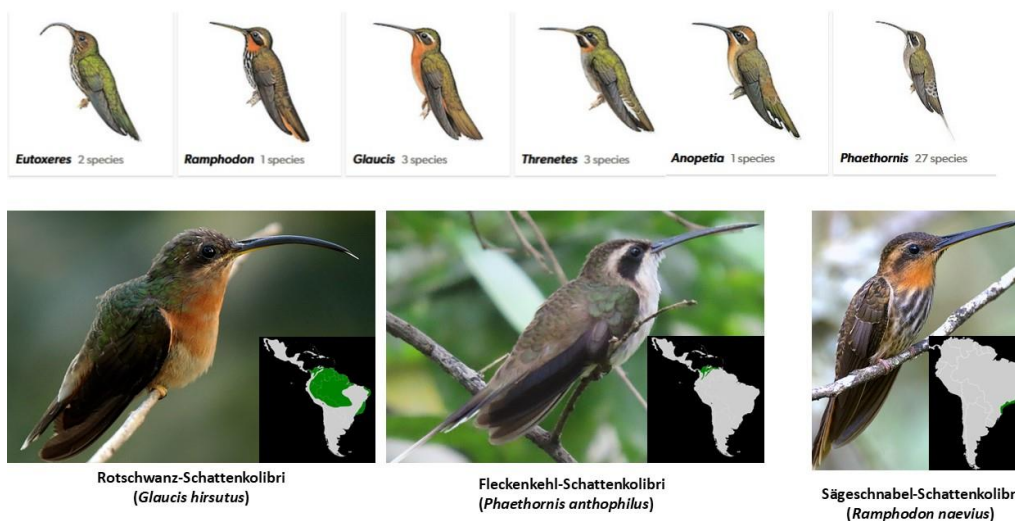 Eutoxeres 2 species
Ramphodon 1 species
Glaucis 3 species
Threnetes 3 species
Anopetia 1 species
Phaethornis 27 species
Rotschwanz-Schattenkolibri
(Glaucis hirsutus)
Fleckenkehl-Schattenkolibri
(Phaethornis anthophilus)
Sägeschnabel-Schattenkolibri
(Ramphodon naevius)